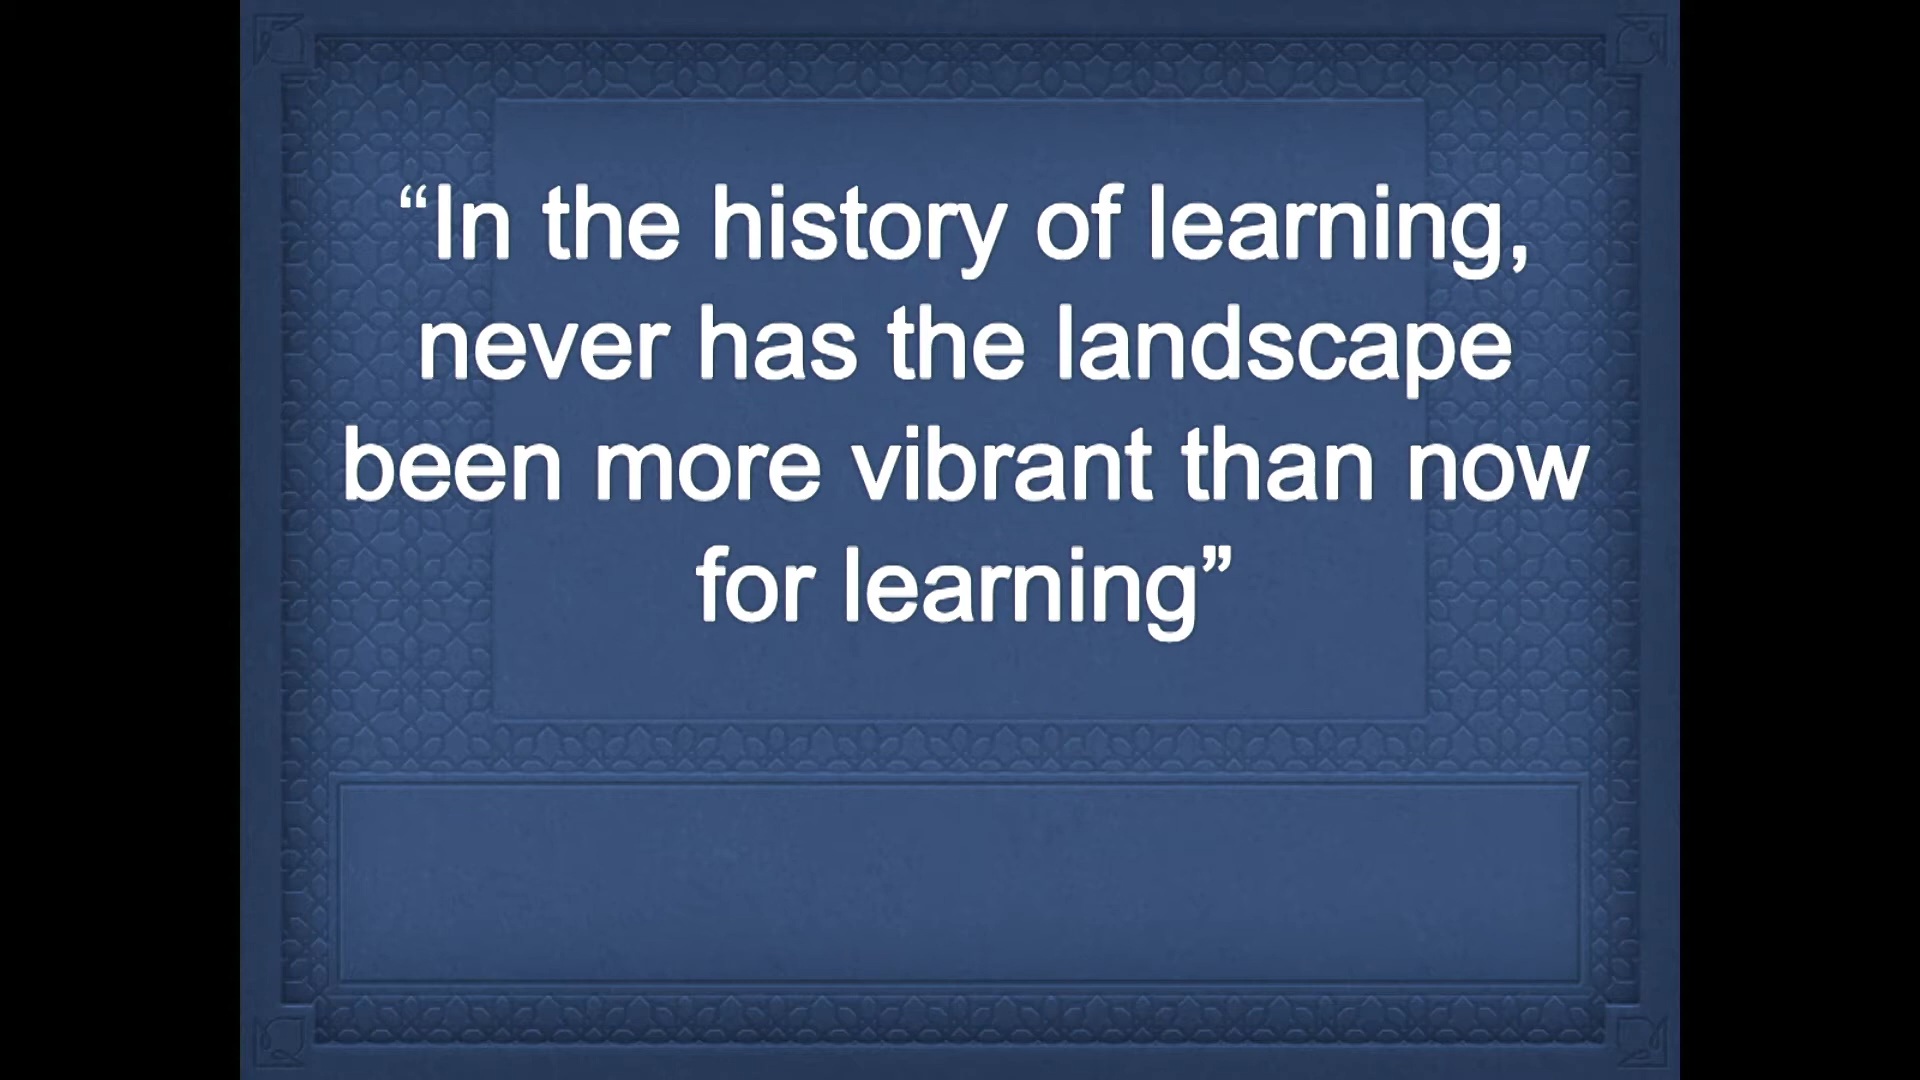 “In the history of learning,
never has the landscape
been more vibrant than now
for learning”